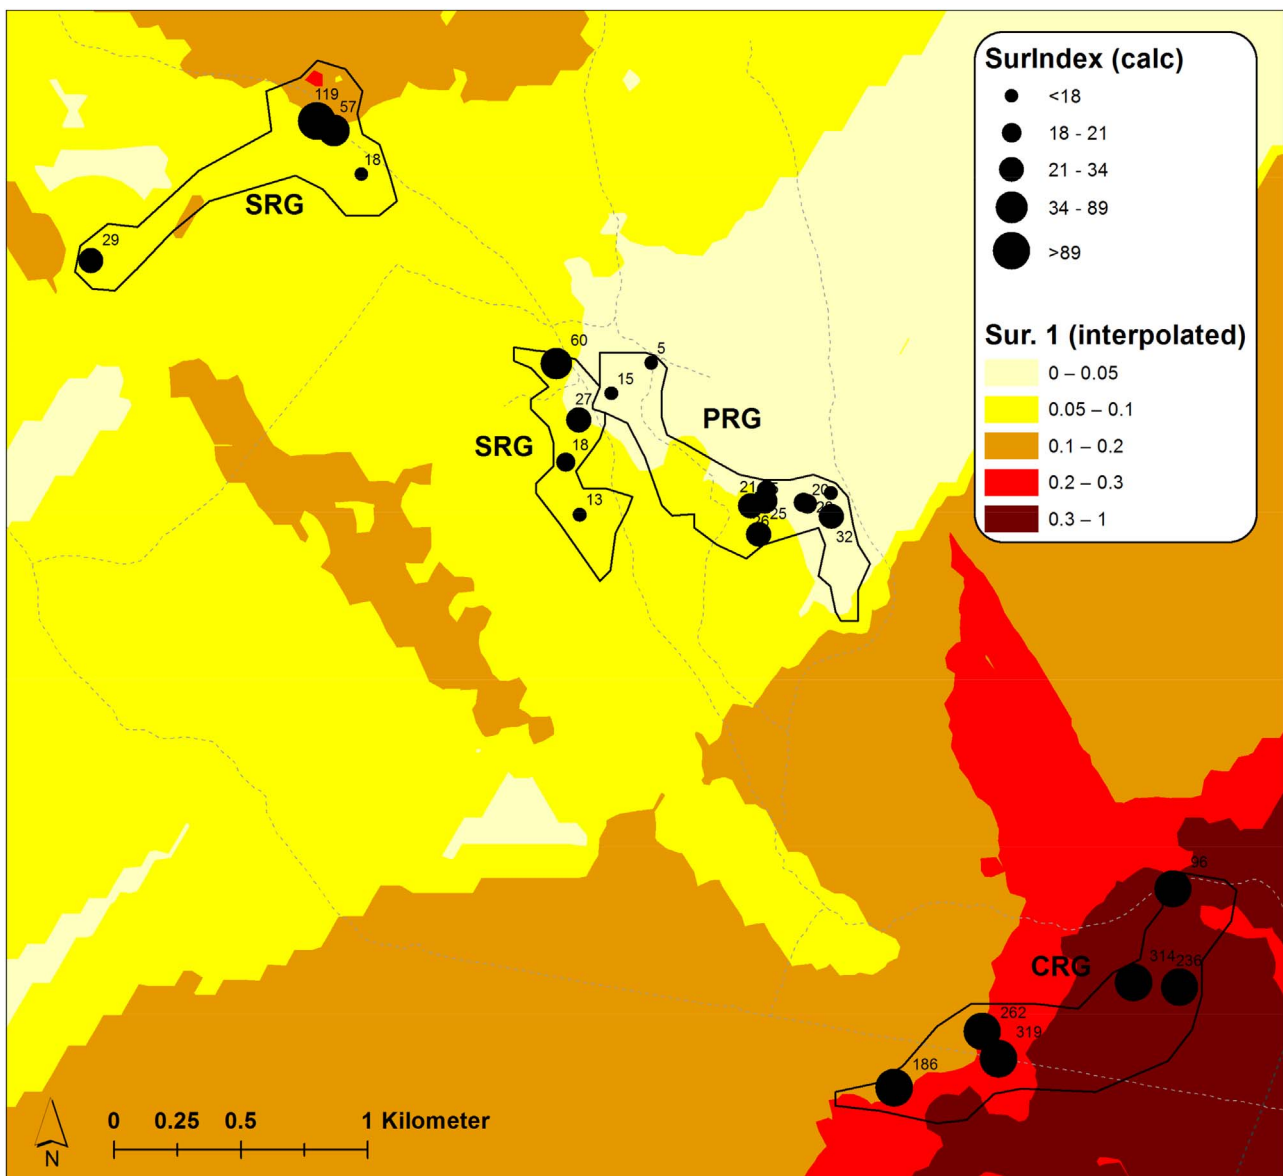 SurIndex (calc)
<18
18 - 21
21 - 34
34 - 89
>89
Sur. 1 (interpolated)
0 – 0.05
0.05 – 0.1
0.1 – 0.2
0.2 – 0.3
0.3 – 1
119
57
18
SRG
29
60
5
15
27
PRG
SRG
18
13
21
20
25
26
32
96
CRG
314
236
262
319
186
0 0.25 0.5 1 Kilometer
N